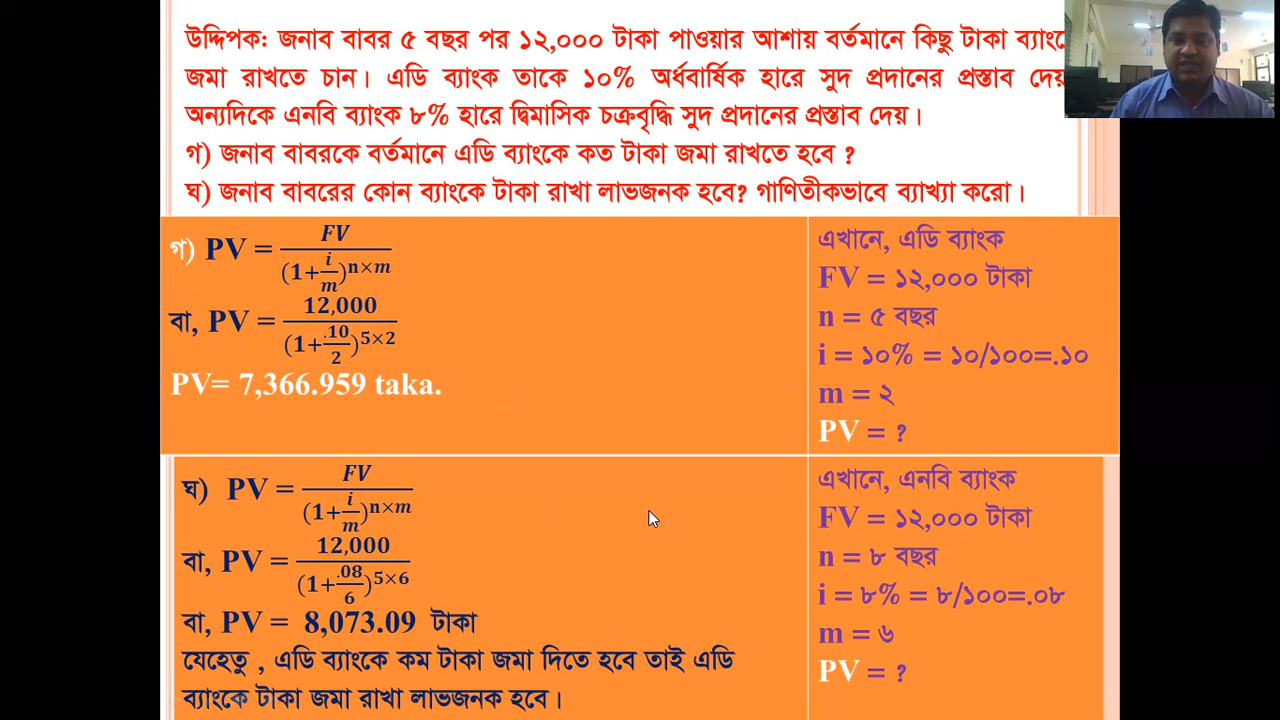 উদ্দিপক: জনাব বাবর ৫ বছর পর ১২,০০০ টাকা পাওয়ার আশায় বর্তমানে কিছু টাকা ব্যাংকে
জমা রাখতে চান। এডি ব্যাংক তাকে ১০% অর্ধবার্ষিক হারে সুদ প্রদানের প্রস্তাব দেয়
অন্যদিকে এনবি ব্যাংক ৮% হারে দ্বিমাসিক চক্রবৃদ্ধি সুদ প্রদানের প্রস্তাব দেয়।
গ) জনাব বাবরকে বর্তমানে এডি ব্যাংকে কত টাকা জমা রাখতে হবে ?
ঘ) জনাব বাবরের কোন ব্যাংকে টাকা রাখা লাভজনক হবে? গাণিতীকভাবে ব্যাখ্যা করো।
গ) PV = FV / (1+i/m)^n×m
বা, PV = 12,000 / (1+.10/2)^5×2
PV= 7,366.959 taka.
এখানে, এডি ব্যাংক
FV = ১২,০০০ টাকা
n = ৫ বছর
i = ১০% = ১০/১০০=.১০
m = ২
PV = ?
ঘ) PV = FV / (1+i/m)^n×m
বা, PV = 12,000 / (1+.08/6)^5×6
বা, PV = 8,073.09 টাকা
যেহেতু , এডি ব্যাংকে কম টাকা জমা দিতে হবে তাই এডি
ব্যাংকে টাকা জমা রাখা লাভজনক হবে।
এখানে, এনবি ব্যাংক
FV = ১২,০০০ টাকা
n = ৮ বছর
i = ৮% = ৮/১০০=.০৮
m = ৬
PV = ?